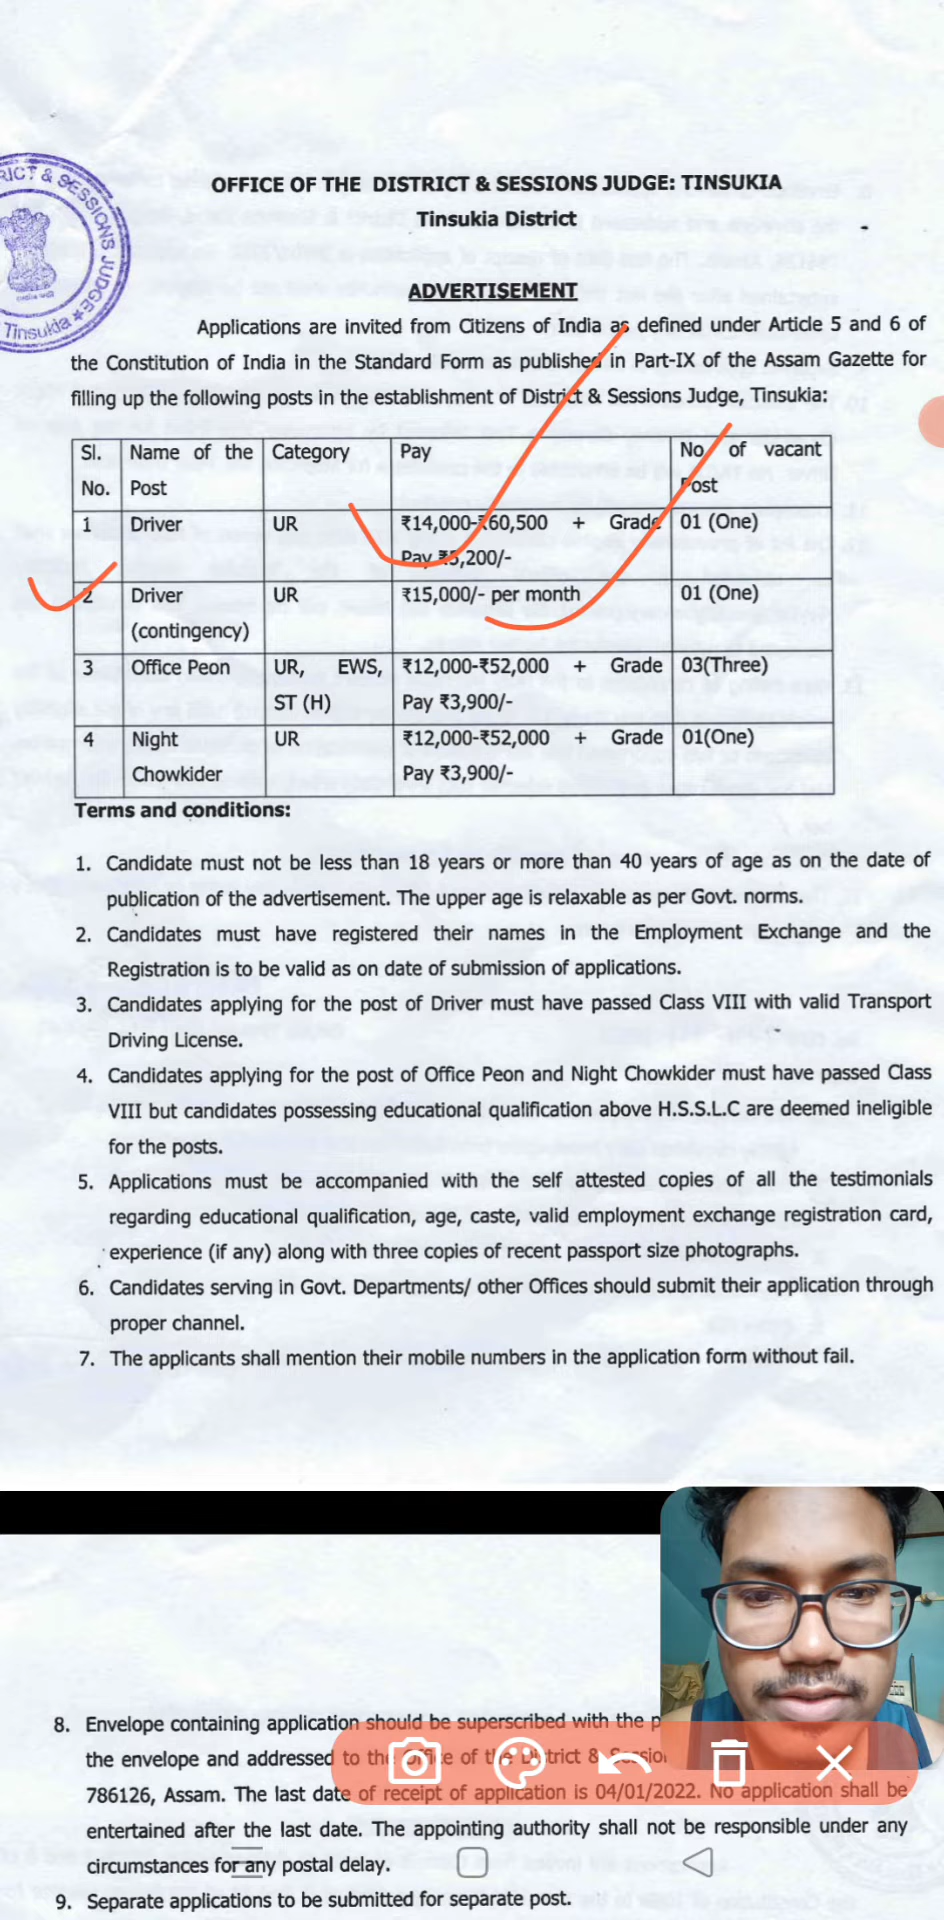 RICT & SESSIONS JUDGE
Tinsukia
OFFICE OF THE DISTRICT & SESSIONS JUDGE: TINSUKIA
Tinsukia District
ADVERTISEMENT
Applications are invited from Citizens of India as defined under Article 5 and 6 of
the Constitution of India in the Standard Form as published in Part-IX of the Assam Gazette for
filling up the following posts in the establishment of District & Sessions Judge, Tinsukia:
Sl. Name of the Category Pay No of vacant
No. Post Post
1 Driver UR ₹14,000-₹60,500 + Grade 01 (One)
Pay ₹5,200/-
2 Driver UR ₹15,000/- per month 01 (One)
(contingency)
3 Office Peon UR, EWS, ₹12,000-₹52,000 + Grade 03(Three)
ST (H) Pay ₹3,900/-
4 Night UR ₹12,000-₹52,000 + Grade 01(One)
Chowkider Pay ₹3,900/-
Terms and conditions:
1. Candidate must not be less than 18 years or more than 40 years of age as on the date of
publication of the advertisement. The upper age is relaxable as per Govt. norms.
2. Candidates must have registered their names in the Employment Exchange and the
Registration is to be valid as on date of submission of applications.
3. Candidates applying for the post of Driver must have passed Class VIII with valid Transport
Driving License.
4. Candidates applying for the post of Office Peon and Night Chowkider must have passed Class
VIII but candidates possessing educational qualification above H.S.S.L.C are deemed ineligible
for the posts.
5. Applications must be accompanied with the self attested copies of all the testimonials
regarding educational qualification, age, caste, valid employment exchange registration card,
experience (if any) along with three copies of recent passport size photographs.
6. Candidates serving in Govt. Departments/ other Offices should submit their application through
proper channel.
7. The applicants shall mention their mobile numbers in the application form without fail.
8. Envelope containing application should be superscribed with the p
the envelope and addressed to the Office of the District & Sessio
786126, Assam. The last date of receipt of application is 04/01/2022. No application shall be
entertained after the last date. The appointing authority shall not be responsible under any
circumstances for any postal delay.
9. Separate applications to be submitted for separate post.